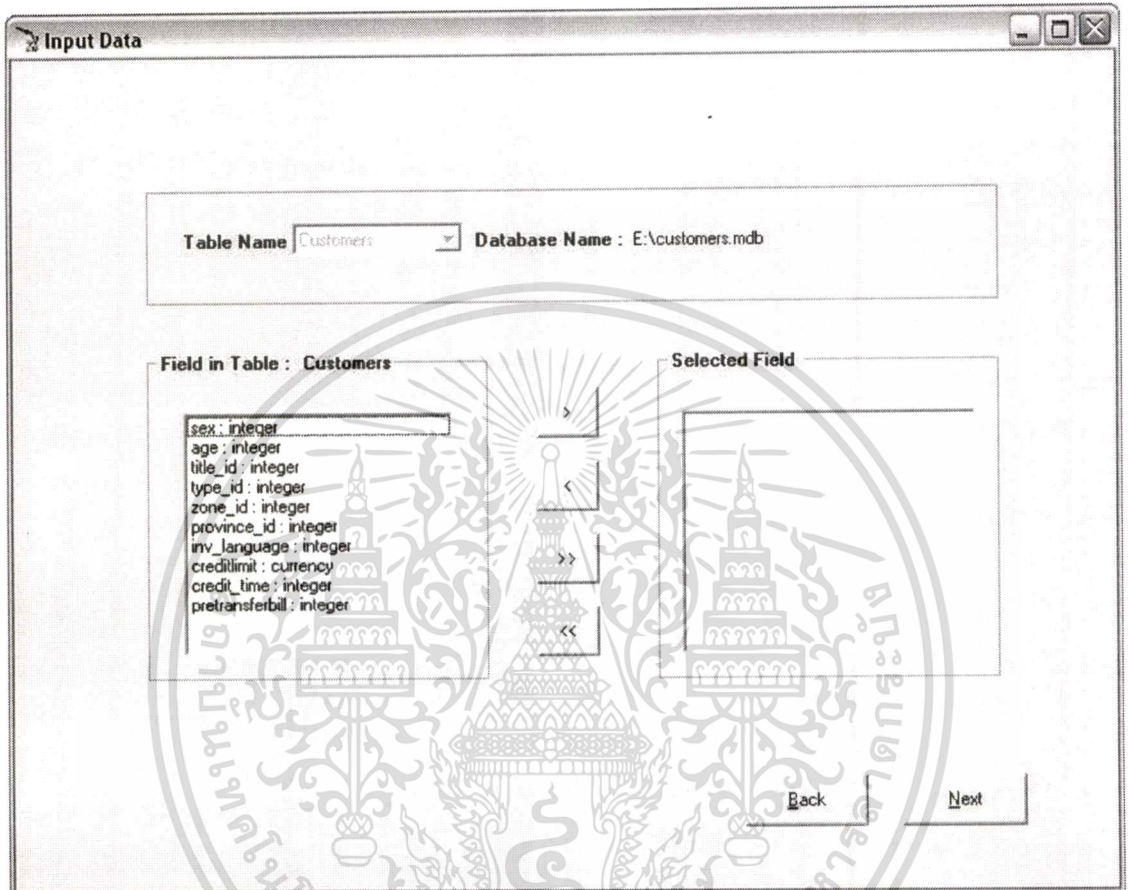 Input Data
Table Name Customers Database Name : E:\customers.mdb
Field in Table : Customers
sex : integer
age : integer
title_id : integer
type_id : integer
zone_id : integer
province_id : integer
inv_language : integer
creditlimit : currency
credit_time : integer
pretransferbill : integer
>
<
>>
<<
Selected Field
Back Next